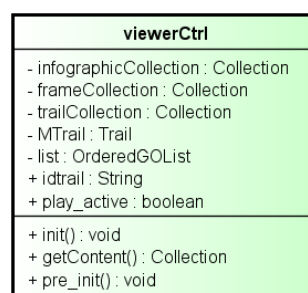 viewerCtrl
- infographicCollection : Collection
- frameCollection : Collection
- trailCollection : Collection
- MTrail : Trail
- list : OrderedGOList
+ idtrail : String
+ play_active : boolean
+ init() : void
+ getContent() : Collection
+ pre_init() : void